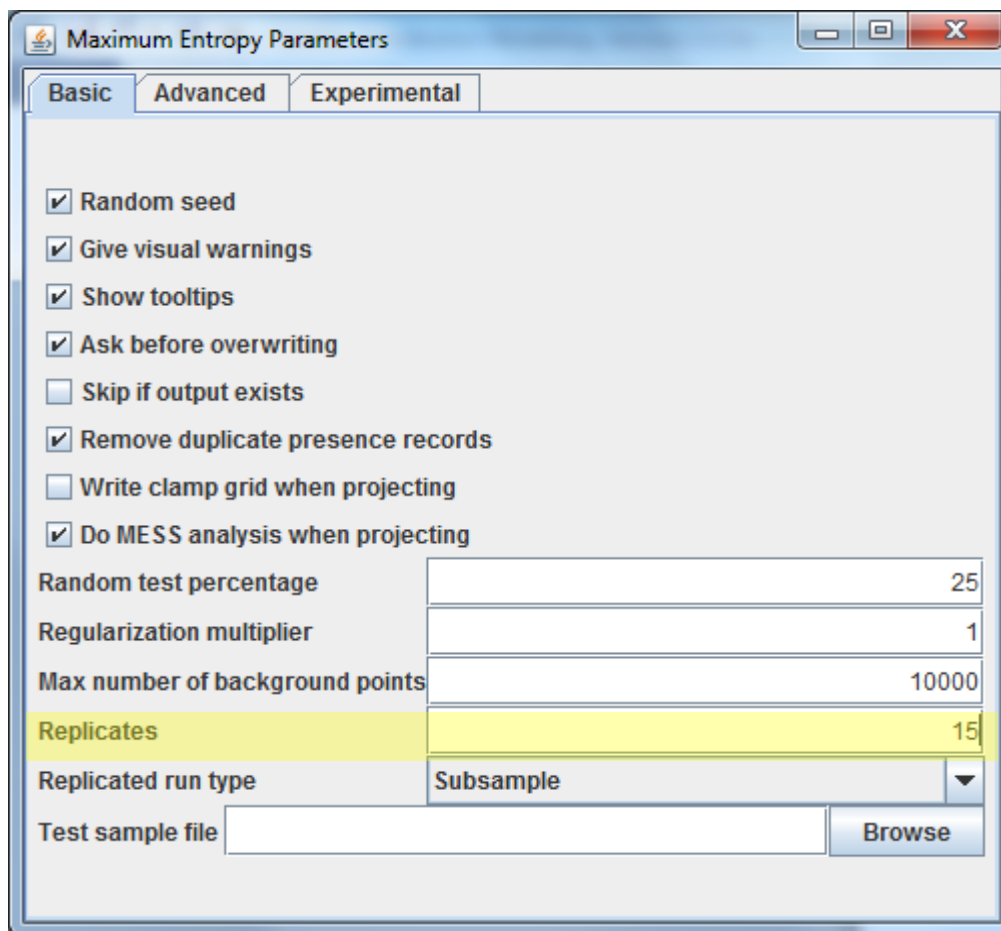 Maximum Entropy Parameters
Basic Advanced Experimental
Random seed
Give visual warnings
Show tooltips
Ask before overwriting
Skip if output exists
Remove duplicate presence records
Write clamp grid when projecting
Do MESS analysis when projecting
Random test percentage 25
Regularization multiplier 1
Max number of background points 10000
Replicates 15
Replicated run type Subsample
Test sample file Browse